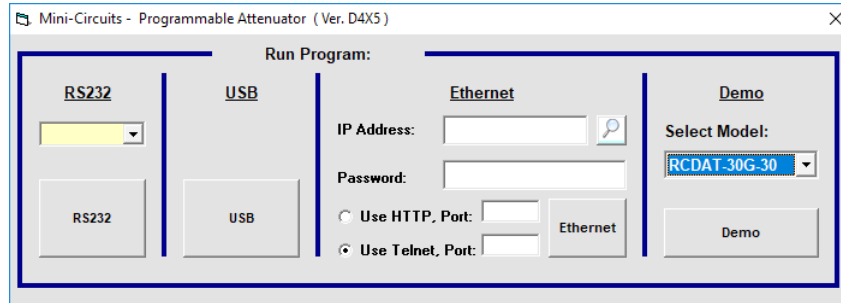 Mini-Circuits - Programmable Attenuator ( Ver. D4X5 )
Run Program:
RS232
RS232
USB
USB
Ethernet
IP Address:
Password:
Use HTTP, Port:
Use Telnet, Port:
Ethernet
Demo
Select Model:
RCDAT-30G-30
Demo